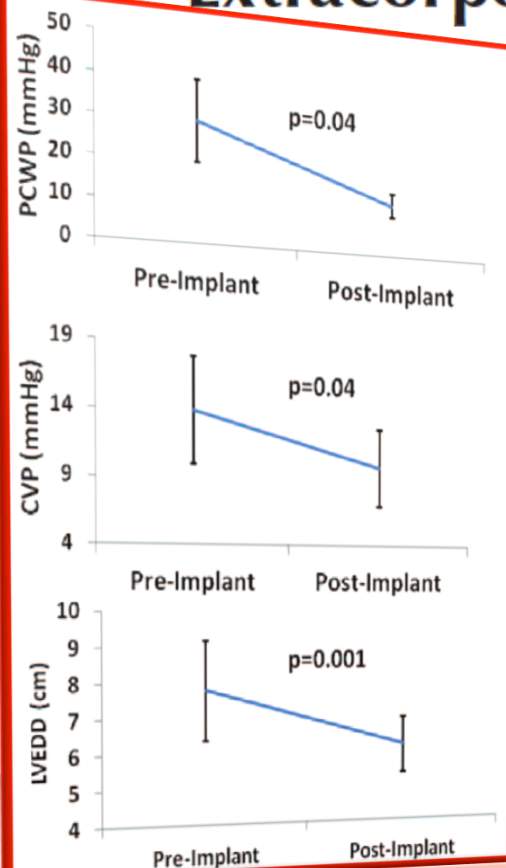 50
40
30
20
10
0
PCWP (mmHg)
p=0.04
Pre-Implant Post-Implant
19
14
9
4
CVP (mmHg)
p=0.04
Pre-Implant Post-Implant
10
9
8
7
6
5
4
LVEDD (cm)
p=0.001
Pre-Implant Post-Implant